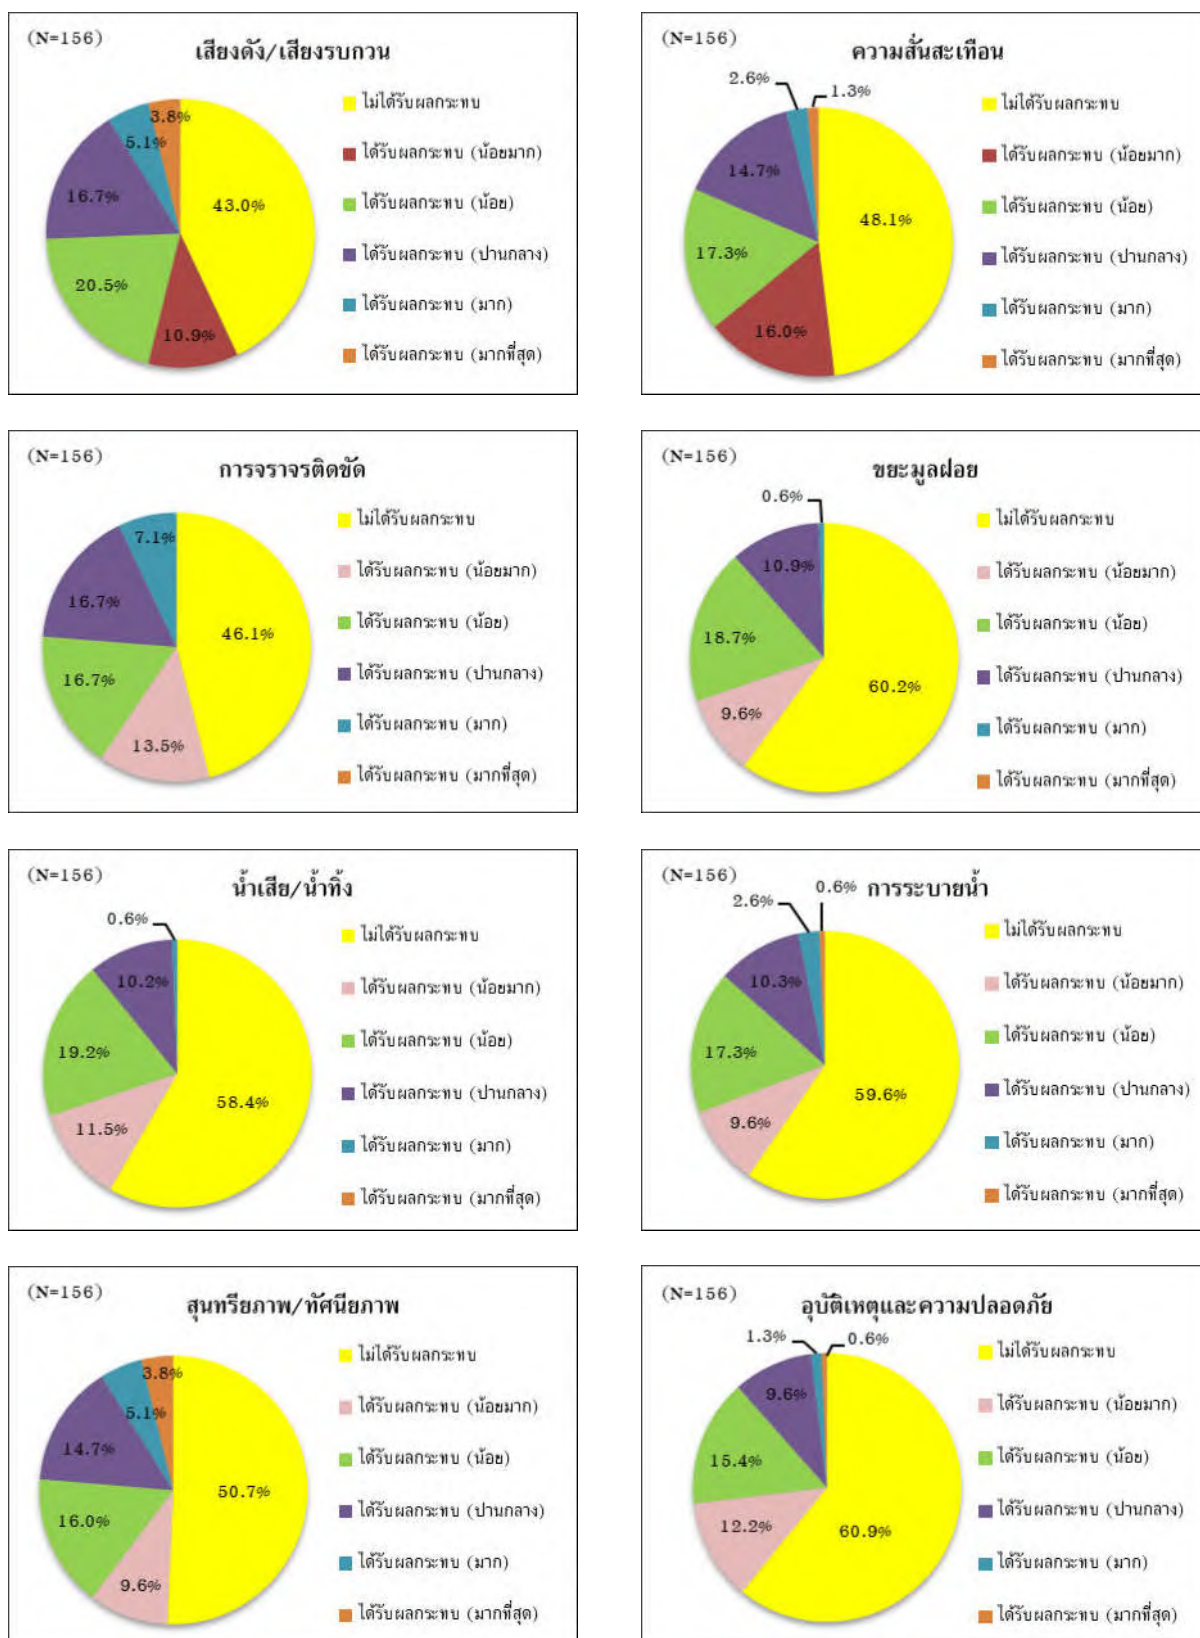 (N=156)
เสียงดัง/เสียงรบกวน
3.8%
5.1%
16.7%
43.0%
20.5%
10.9%
ไม่ได้รับผลกระทบ
ได้รับผลกระทบ (น้อยมาก)
ได้รับผลกระทบ (น้อย)
ได้รับผลกระทบ (ปานกลาง)
ได้รับผลกระทบ (มาก)
ได้รับผลกระทบ (มากที่สุด)
(N=156)
ความสั่นสะเทือน
2.6%
1.3%
14.7%
48.1%
17.3%
16.0%
ไม่ได้รับผลกระทบ
ได้รับผลกระทบ (น้อยมาก)
ได้รับผลกระทบ (น้อย)
ได้รับผลกระทบ (ปานกลาง)
ได้รับผลกระทบ (มาก)
ได้รับผลกระทบ (มากที่สุด)
(N=156)
การจราจรติดขัด
7.1%
16.7%
46.1%
16.7%
13.5%
ไม่ได้รับผลกระทบ
ได้รับผลกระทบ (น้อยมาก)
ได้รับผลกระทบ (น้อย)
ได้รับผลกระทบ (ปานกลาง)
ได้รับผลกระทบ (มาก)
ได้รับผลกระทบ (มากที่สุด)
(N=156)
ขยะมูลฝอย
0.6%
10.9%
18.7%
60.2%
9.6%
ไม่ได้รับผลกระทบ
ได้รับผลกระทบ (น้อยมาก)
ได้รับผลกระทบ (น้อย)
ได้รับผลกระทบ (ปานกลาง)
ได้รับผลกระทบ (มาก)
ได้รับผลกระทบ (มากที่สุด)
(N=156)
น้ำเสีย/น้ำทิ้ง
0.6%
10.2%
19.2%
58.4%
11.5%
ไม่ได้รับผลกระทบ
ได้รับผลกระทบ (น้อยมาก)
ได้รับผลกระทบ (น้อย)
ได้รับผลกระทบ (ปานกลาง)
ได้รับผลกระทบ (มาก)
ได้รับผลกระทบ (มากที่สุด)
(N=156)
การระบายน้ำ
0.6%
2.6%
10.3%
17.3%
59.6%
9.6%
ไม่ได้รับผลกระทบ
ได้รับผลกระทบ (น้อยมาก)
ได้รับผลกระทบ (น้อย)
ได้รับผลกระทบ (ปานกลาง)
ได้รับผลกระทบ (มาก)
ได้รับผลกระทบ (มากที่สุด)
(N=156)
สุนทรียภาพ/ทัศนียภาพ
3.8%
5.1%
14.7%
50.7%
16.0%
9.6%
ไม่ได้รับผลกระทบ
ได้รับผลกระทบ (น้อยมาก)
ได้รับผลกระทบ (น้อย)
ได้รับผลกระทบ (ปานกลาง)
ได้รับผลกระทบ (มาก)
ได้รับผลกระทบ (มากที่สุด)
(N=156)
อุบัติเหตุและความปลอดภัย
1.3%
0.6%
9.6%
15.4%
60.9%
12.2%
ไม่ได้รับผลกระทบ
ได้รับผลกระทบ (น้อยมาก)
ได้รับผลกระทบ (น้อย)
ได้รับผลกระทบ (ปานกลาง)
ได้รับผลกระทบ (มาก)
ได้รับผลกระทบ (มากที่สุด)